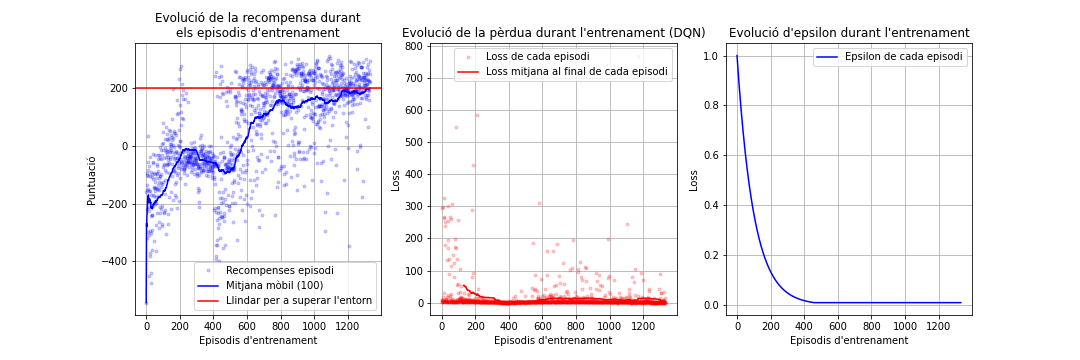 Evolució de la recompensa durant
els episodis d'entrenament
Puntuació
200
0
−200
−400
0 200 400 600 800 1000 1200
Episodis d'entrenament
Recompenses episodi
Mitjana mòbil (100)
Llindar per a superar l'entorn
Evolució de la pèrdua durant l'entrenament (DQN)
Loss
800
700
600
500
400
300
200
100
0
0 200 400 600 800 1000 1200
Episodis d'entrenament
Loss de cada episodi
Loss mitjana al final de cada episodi
Evolució d'epsilon durant l'entrenament
Loss
1.0
0.8
0.6
0.4
0.2
0.0
0 200 400 600 800 1000 1200
Episodis d'entrenament
Epsilon de cada episodi